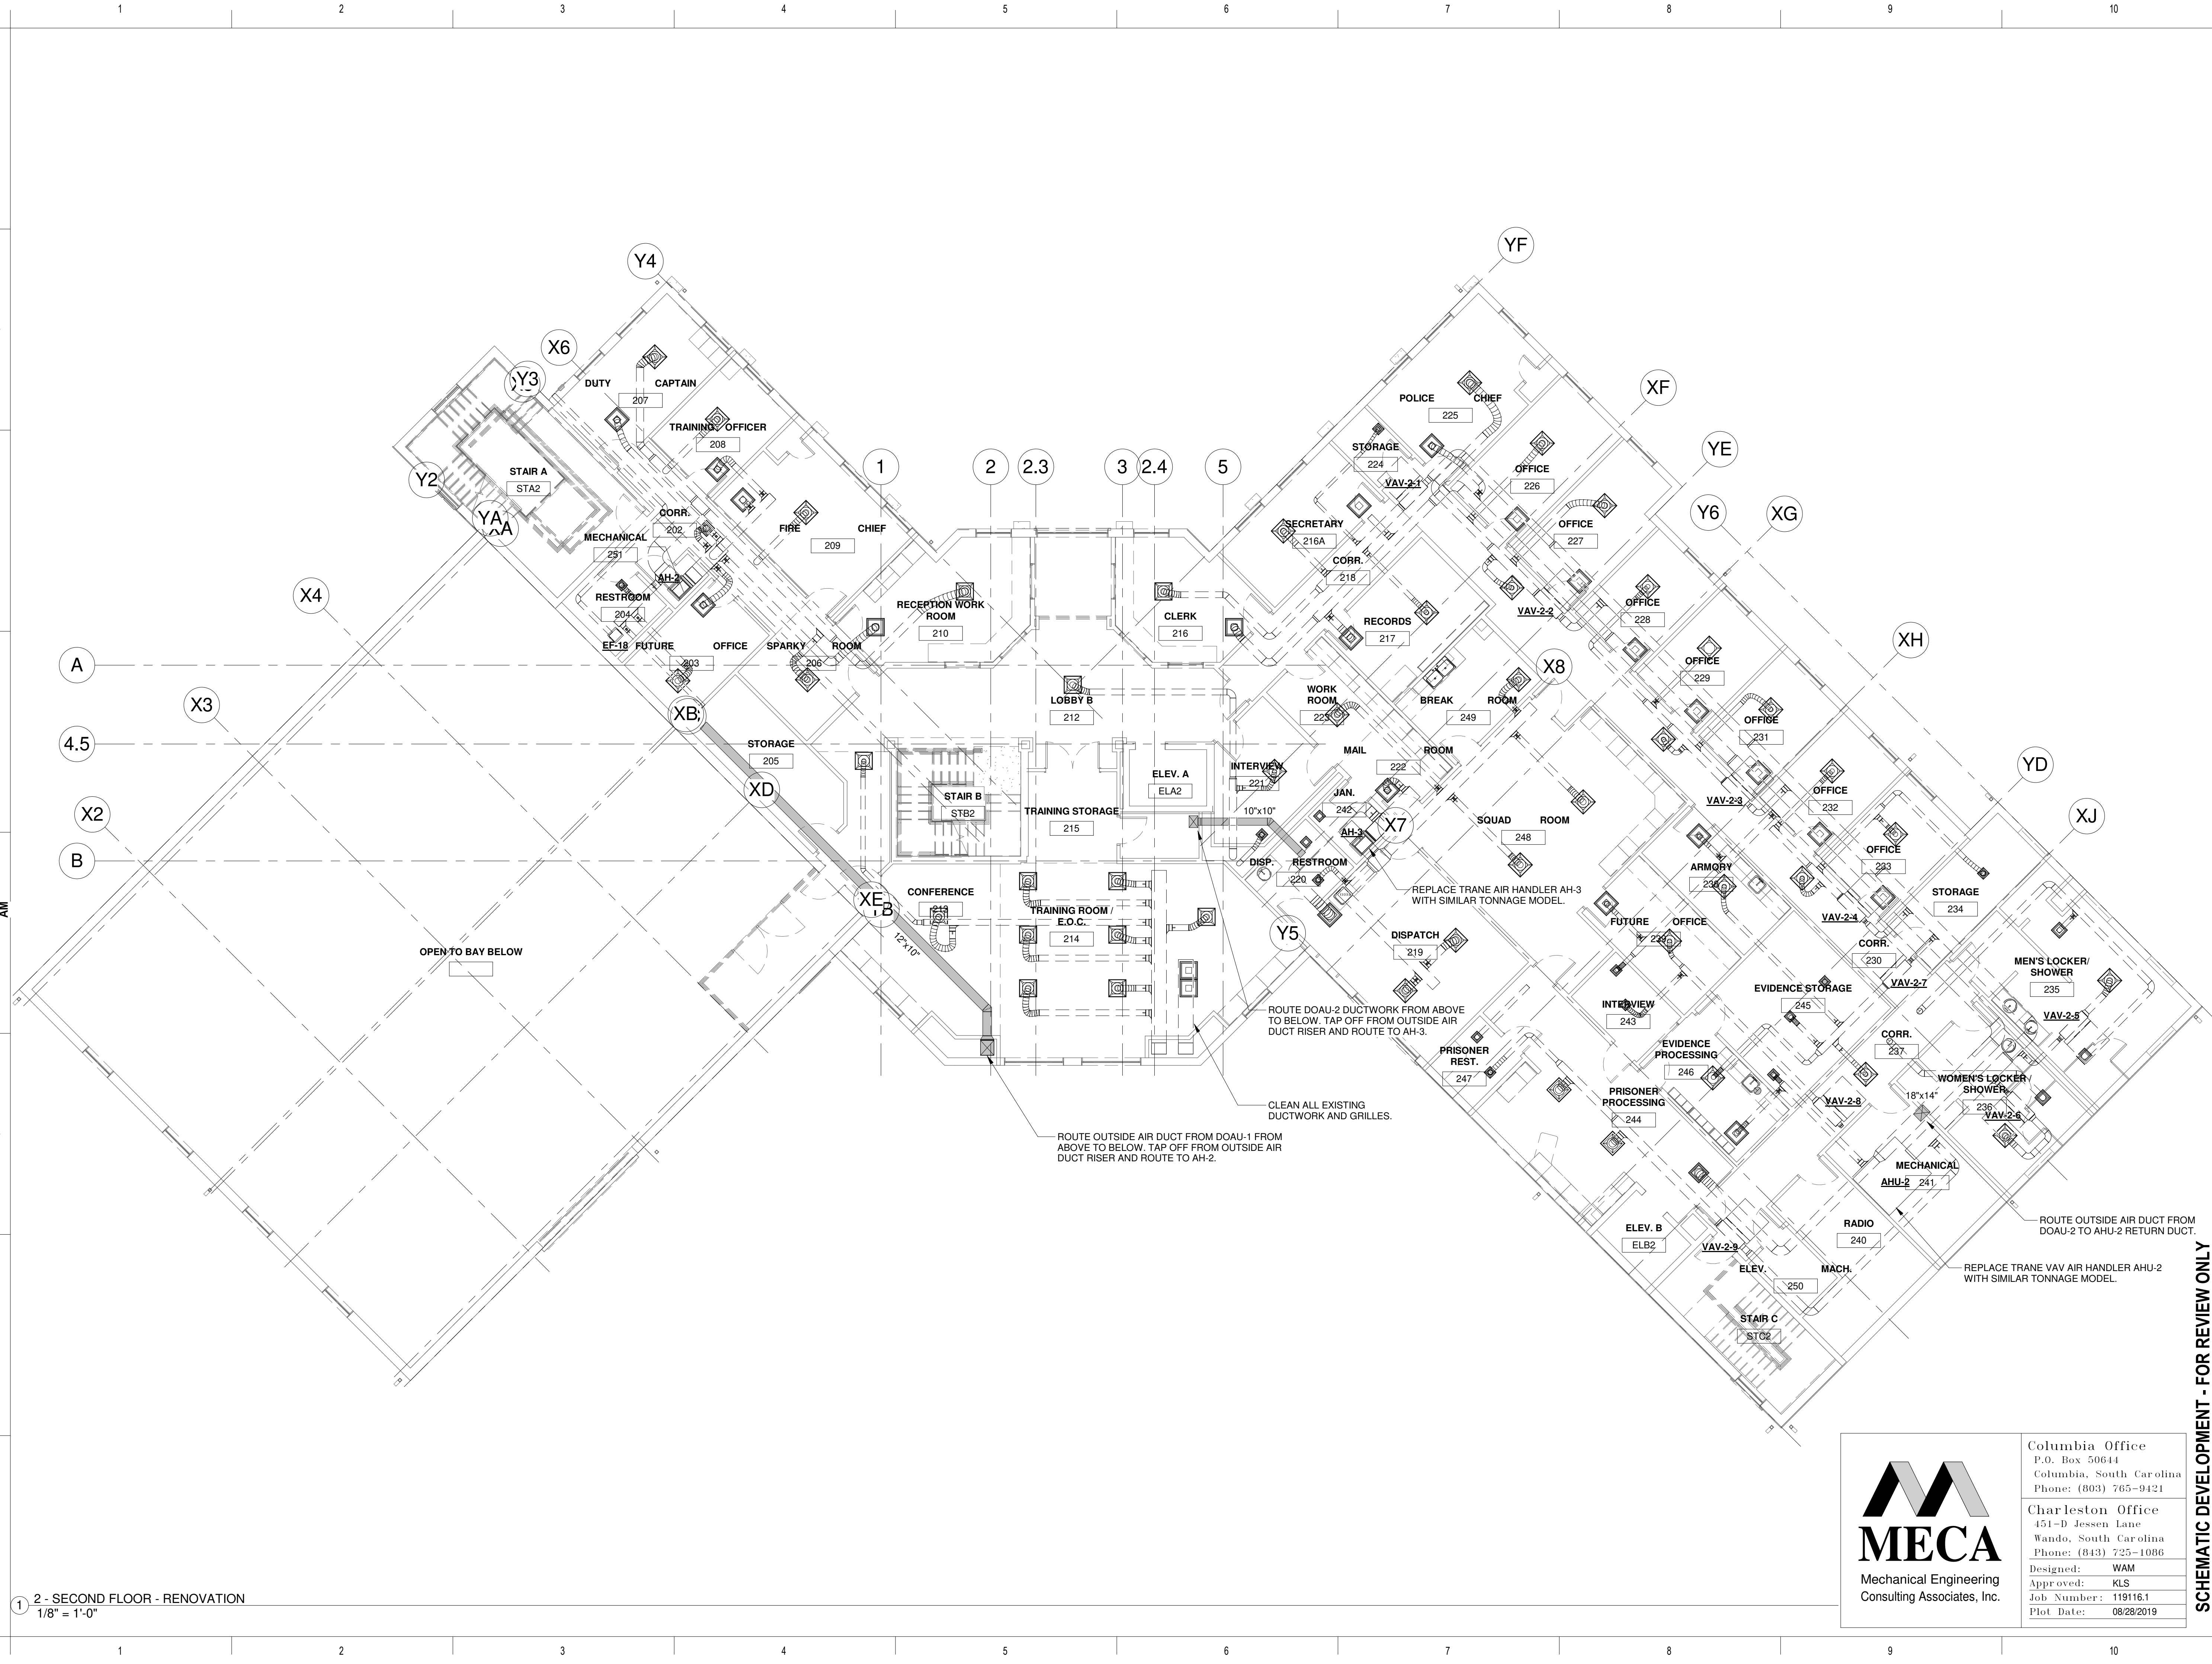 1 2 3 4 5 6 7 8 9 10
Y4
YF
X6
Y3
XF
Y2
YA
YE
Y6
XG
1
2
2.3
3
2.4
5
X4
XH
A
X3
X8
XB
4.5
YD
X2
XD
X7
XJ
B
XE
Y5
DUTY CAPTAIN
207
TRAINING OFFICER
208
STAIR A
STA2
CORR.
202
MECHANICAL
251
AH-2
FIRE CHIEF
209
RESTROOM
204
EF-18
FUTURE OFFICE
203
SPARKY ROOM
206
RECEPTION WORK
ROOM
210
CLERK
216
LOBBY B
212
STORAGE
205
STAIR B
STB2
TRAINING STORAGE
215
ELEV. A
ELA2
CONFERENCE
213
TRAINING ROOM /
E.O.C.
214
12"x10"
OPEN TO BAY BELOW
POLICE CHIEF
225
STORAGE
224
VAV-2-1
OFFICE
226
SECRETARY
216A
OFFICE
227
CORR.
218
VAV-2-2
RECORDS
217
OFFICE
228
OFFICE
229
WORK
ROOM
223
BREAK ROOM
249
OFFICE
231
MAIL ROOM
222
INTERVIEW
221
JAN.
242
10"x10"
AH-3
DISP.
RESTROOM
220
SQUAD ROOM
248
VAV-2-3
OFFICE
232
OFFICE
233
ARMORY
238
STORAGE
234
VAV-2-4
REPLACE TRANE AIR HANDLER AH-3
WITH SIMILAR TONNAGE MODEL.
FUTURE OFFICE
239
DISPATCH
219
CORR.
230
MEN'S LOCKER/
SHOWER
235
VAV-2-7
EVIDENCE STORAGE
245
INTERVIEW
243
VAV-2-5
ROUTE DOAU-2 DUCTWORK FROM ABOVE
TO BELOW. TAP OFF FROM OUTSIDE AIR
DUCT RISER AND ROUTE TO AH-3.
CORR.
237
PRISONER
REST.
247
EVIDENCE
PROCESSING
246
WOMEN'S LOCKER /
SHOWER
236
18"x14"
VAV-2-6
PRISONER
PROCESSING
244
VAV-2-8
CLEAN ALL EXISTING
DUCTWORK AND GRILLES.
ROUTE OUTSIDE AIR DUCT FROM DOAU-1 FROM
ABOVE TO BELOW. TAP OFF FROM OUTSIDE AIR
DUCT RISER AND ROUTE TO AH-2.
MECHANICAL
AHU-2
241
ELEV. B
ELB2
RADIO
240
VAV-2-9
ROUTE OUTSIDE AIR DUCT FROM
DOAU-2 TO AHU-2 RETURN DUCT.
ELEV. MACH.
250
REPLACE TRANE VAV AIR HANDLER AHU-2
WITH SIMILAR TONNAGE MODEL.
STAIR C
STC2
AM
SCHEMATIC DEVELOPMENT - FOR REVIEW ONLY
MECA
Mechanical Engineering
Consulting Associates, Inc.
Columbia Office
P.O. Box 50644
Columbia, South Carolina
Phone: (803) 765-9421
Charleston Office
451-D Jessen Lane
Wando, South Carolina
Phone: (843) 725-1086
Designed: WAM
Approved: KLS
Job Number: 119116.1
Plot Date: 08/28/2019
1
2 - SECOND FLOOR - RENOVATION
1/8" = 1'-0"
1 2 3 4 5 6 7 8 9 10